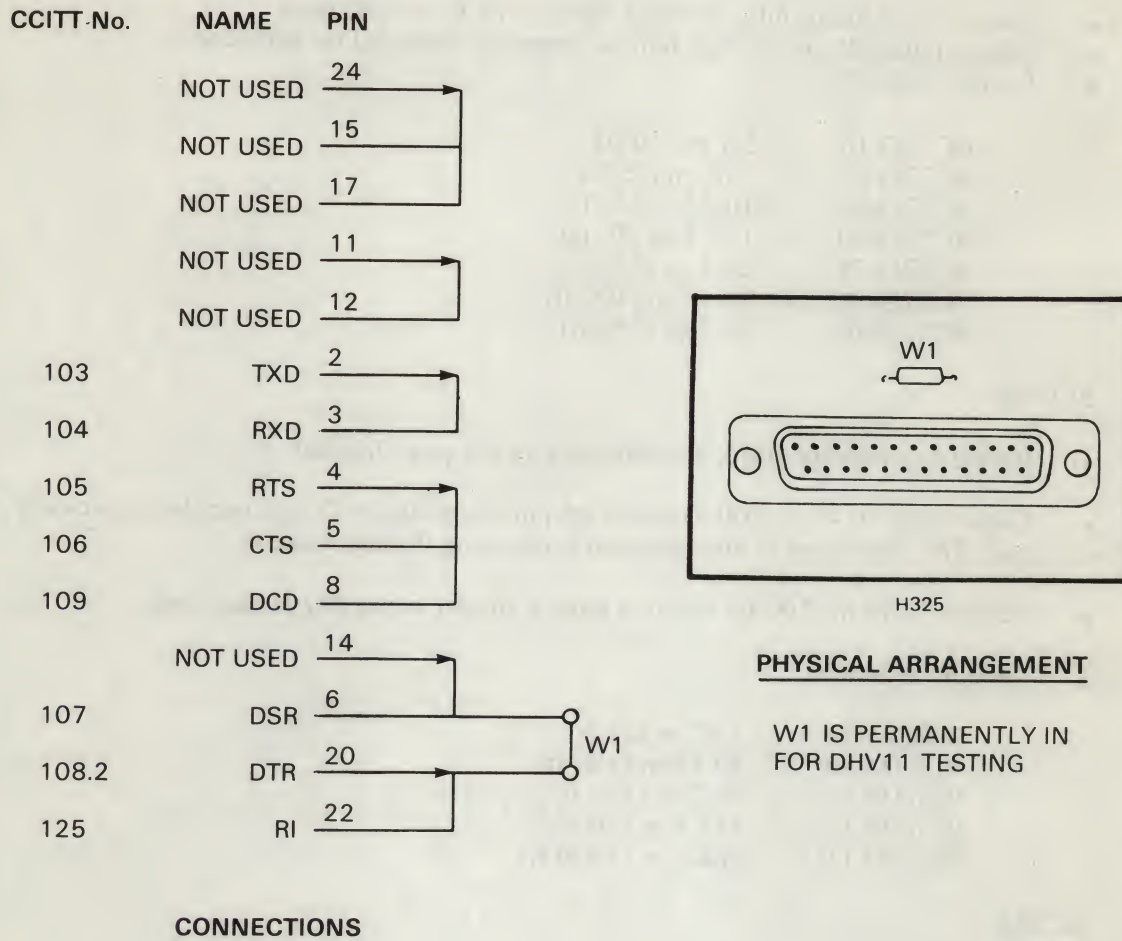 CCITT No. NAME PIN
NOT USED 24
NOT USED 15
NOT USED 17
NOT USED 11
NOT USED 12
103 TXD 2
104 RXD 3
105 RTS 4
106 CTS 5
109 DCD 8
NOT USED 14
107 DSR 6
W1
108.2 DTR 20
125 RI 22
CONNECTIONS
W1
H325
PHYSICAL ARRANGEMENT
W1 IS PERMANENTLY IN
FOR DHV11 TESTING